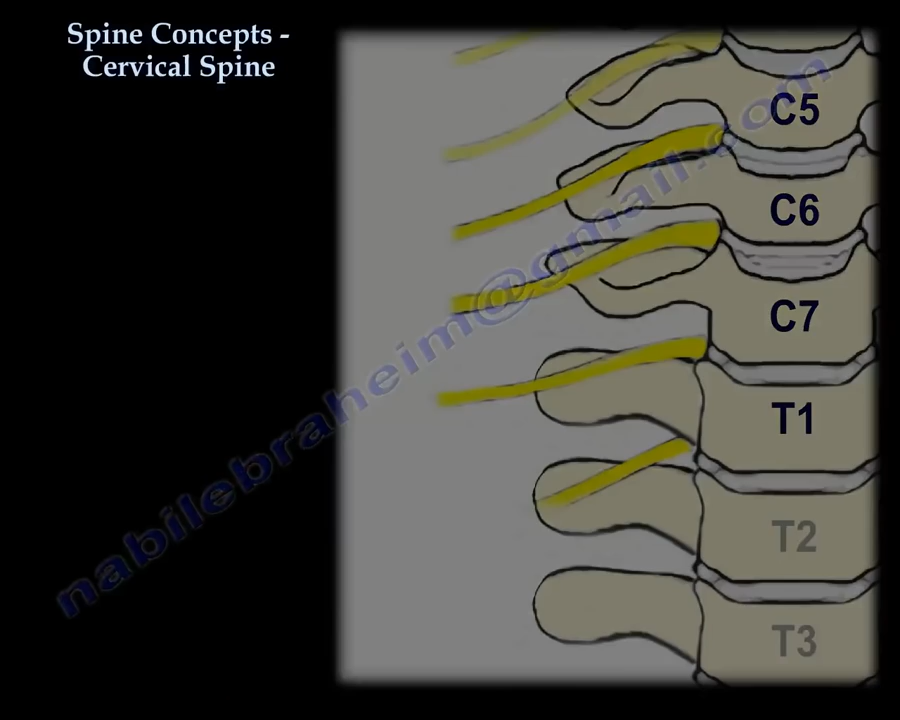 Spine Concepts -
Cervical Spine
C5
C6
C7
T1
T2
T3
nabilebraheim@gmail.com